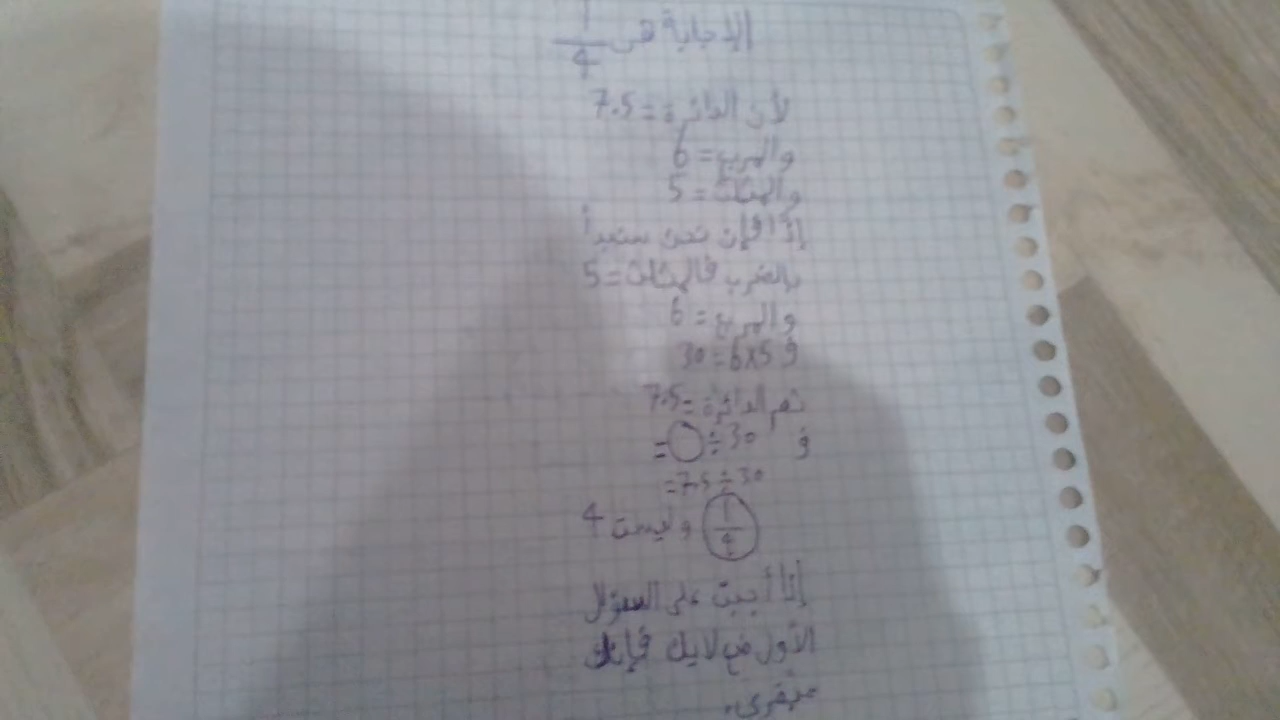 الإجابة هي 1/4
لأن الدائرة = 7.5
والمربع = 6
والمثلث = 5
إذا فإن نحن سنبدأ
بالضرب فالمثلث = 5
والمربع = 6
ف 5×6 = 30
ثم الدائرة = 7.5
ف 30 ÷ ○ =
30 ÷ 7.5 =
1/4 وليست 4
إذا أجبت على السؤال
الأول ضع لايك فإنك
عبقري.